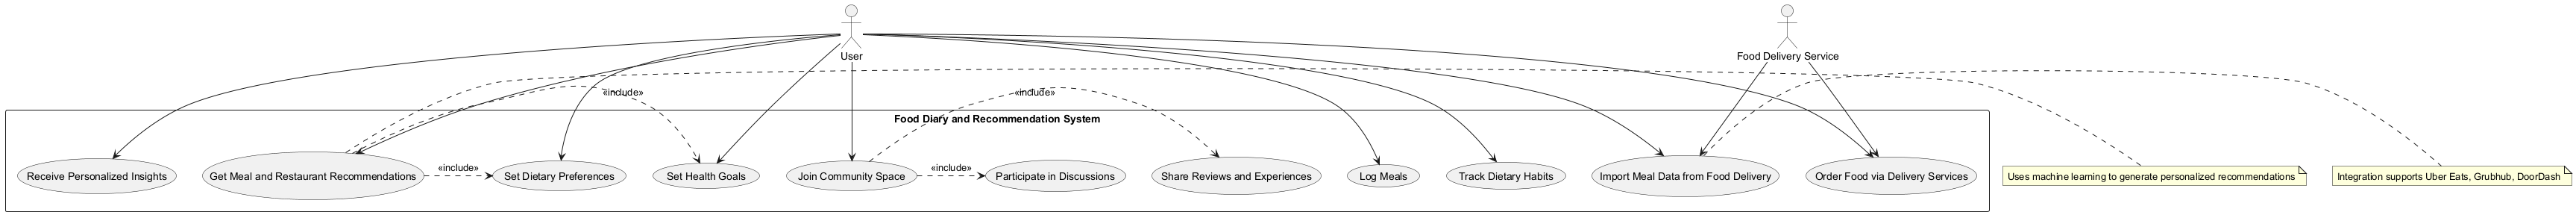 User
Food Delivery Service
«include»
«include»
Food Diary and Recommendation System
Receive Personalized Insights
Get Meal and Restaurant Recommendations
«include»
Set Dietary Preferences
Set Health Goals
Join Community Space
«include»
Participate in Discussions
Share Reviews and Experiences
Log Meals
Track Dietary Habits
Import Meal Data from Food Delivery
Order Food via Delivery Services
Uses machine learning to generate personalized recommendations
Integration supports Uber Eats, Grubhub, DoorDash